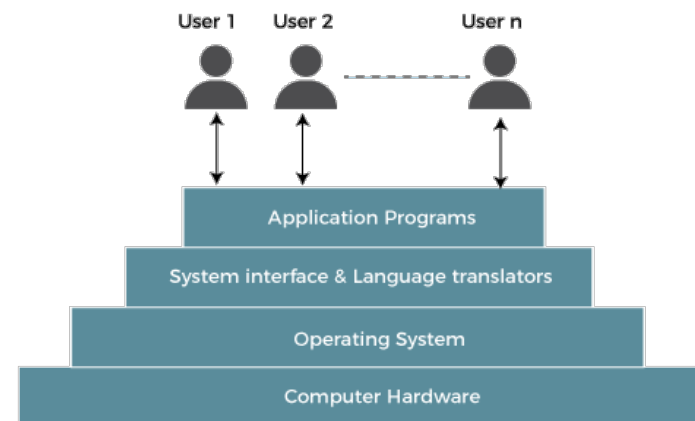 User 1 User 2 User n
Application Programs
System interface & Language translators
Operating System
Computer Hardware